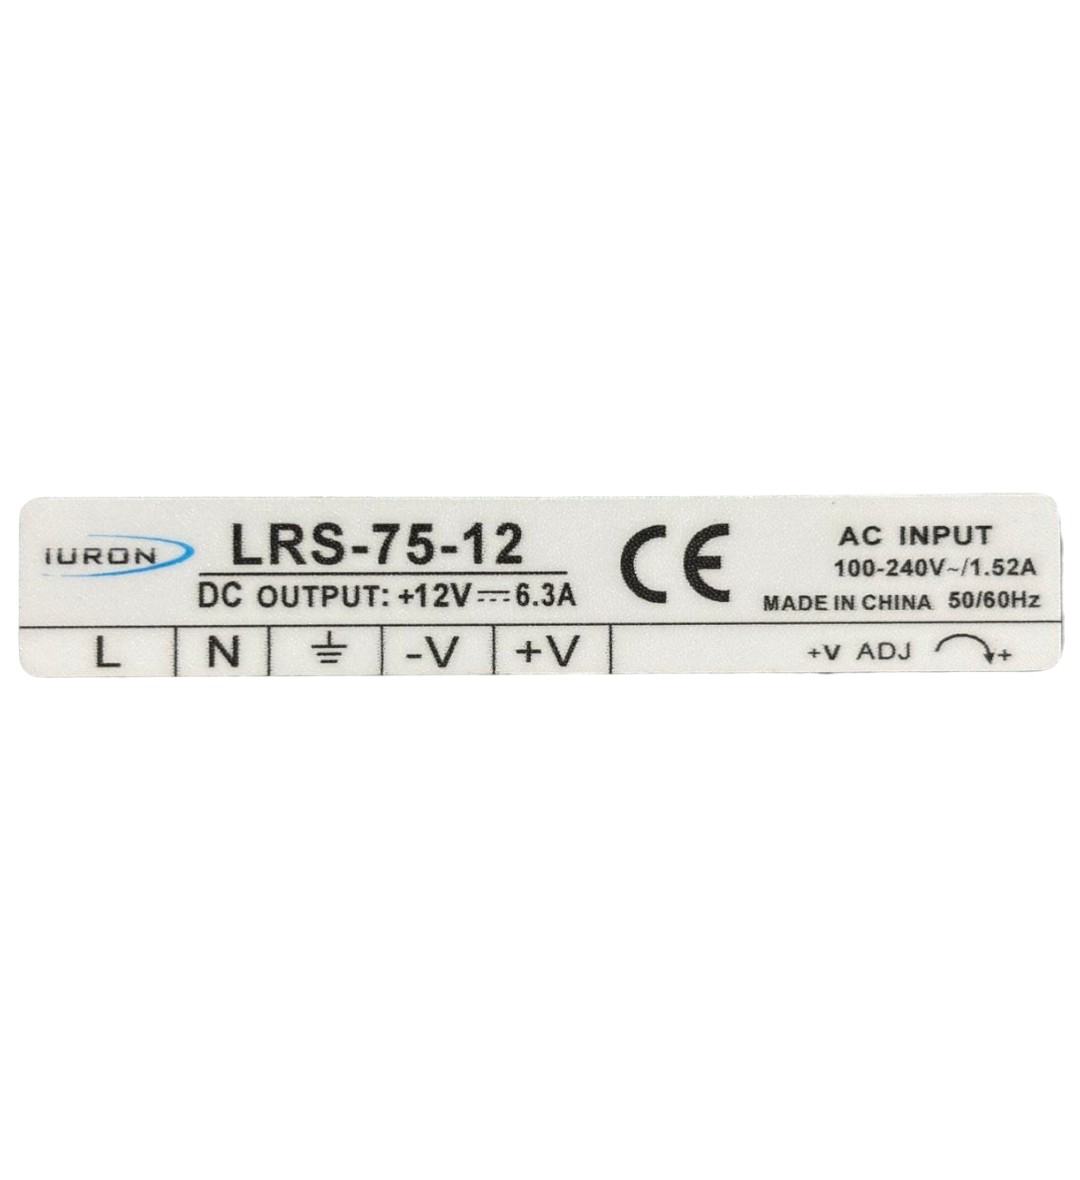 IURON
LRS-75-12
DC OUTPUT: +12V⎓6.3A
CE
AC INPUT
100-240V~/1.52A
MADE IN CHINA 50/60Hz
L N ⏚ -V +V
+V ADJ +